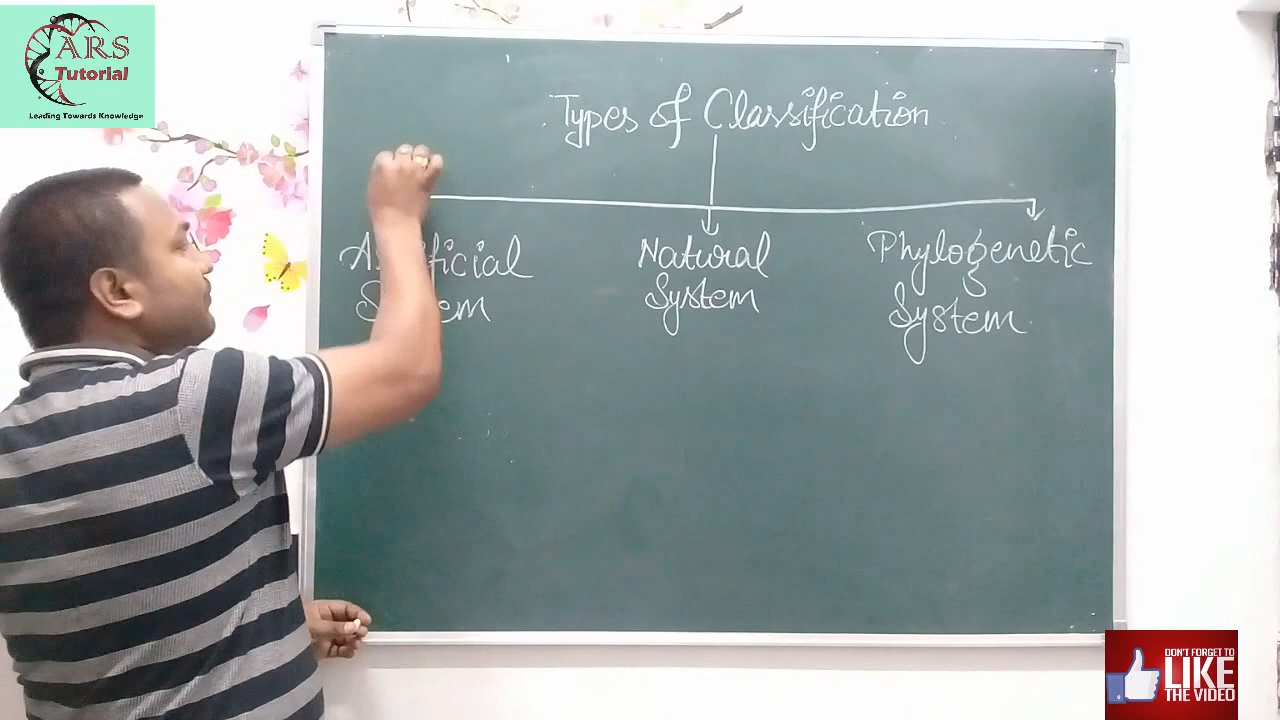 ARS
Tutorial
Leading Towards Knowledge
Types of Classification
Natural
System
Phylogenetic
System.
DON'T FORGET TO
LIKE
THE VIDEO